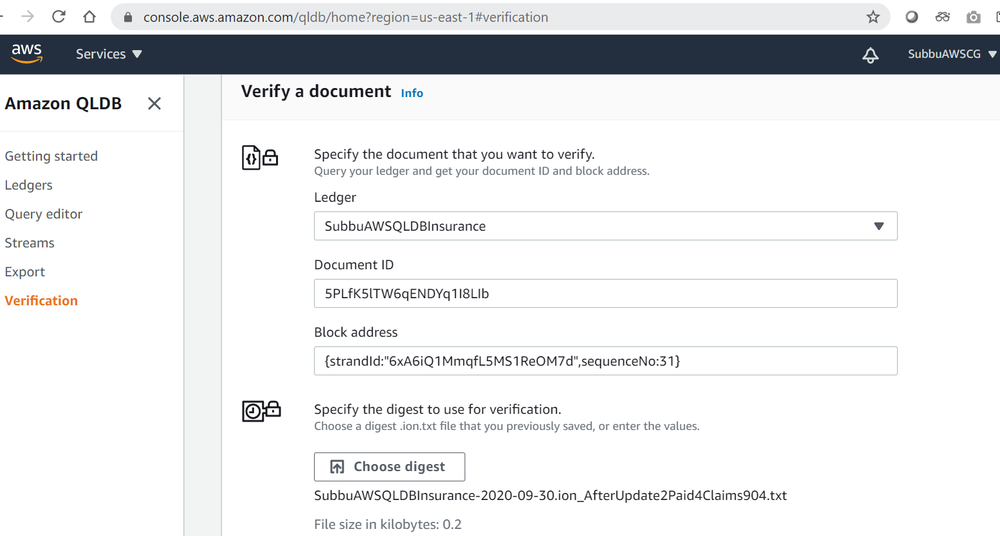 console.aws.amazon.com/qldb/home?region=us-east-1#verification
aws
Services
SubbuAWSCG
Amazon QLDB
Getting started
Ledgers
Query editor
Streams
Export
Verification
Verify a document Info
Specify the document that you want to verify.
Query your ledger and get your document ID and block address.
Ledger
SubbuAWSQLDBInsurance
Document ID
5PLfK5lTW6qENDYq1I8LIb
Block address
{strandId:"6xA6iQ1MmqfL5MS1ReOM7d",sequenceNo:31}
Specify the digest to use for verification.
Choose a digest .ion.txt file that you previously saved, or enter the values.
Choose digest
SubbuAWSQLDBInsurance-2020-09-30.ion_AfterUpdate2Paid4Claims904.txt
File size in kilobytes: 0.2